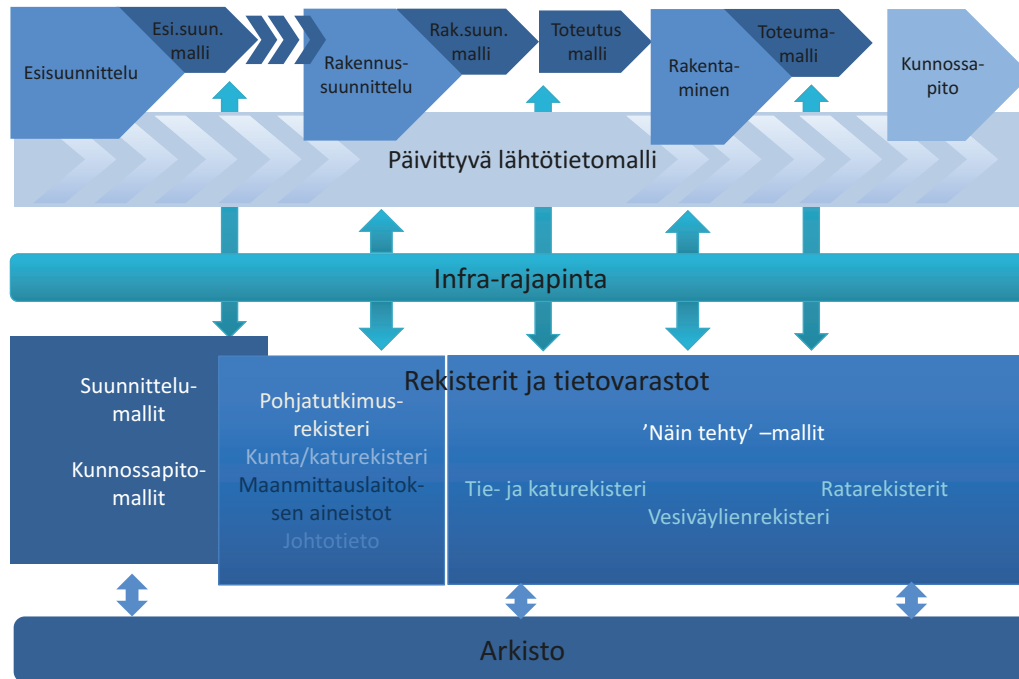 Esisuunnittelu
Esi.suun.
malli
Rakennus-
suunnittelu
Rak.suun.
malli
Toteutus
malli
Rakenta-
minen
Toteuma-
malli
Kunnossa-
pito
Päivittyvä lähtötietomalli
Infra-rajapinta
Rekisterit ja tietovarastot
Suunnittelu-
mallit
Kunnossapito-
mallit
Pohjatutkimus-
rekisteri
Kunta/katurekisteri
Maanmittauslaitok-
sen aineistot
Johtotieto
’Näin tehty’ –mallit
Tie- ja katurekisteri
Ratarekisterit
Vesiväylienrekisteri
Arkisto